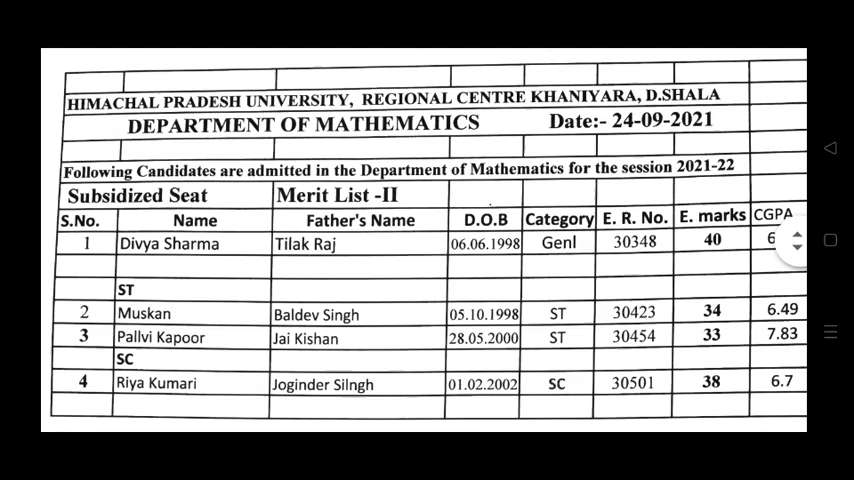 HIMACHAL PRADESH UNIVERSITY, REGIONAL CENTRE KHANIYARA, D.SHALA
DEPARTMENT OF MATHEMATICS Date:- 24-09-2021
Following Candidates are admitted in the Department of Mathematics for the session 2021-22
Subsidized Seat Merit List -II
S.No. Name Father's Name D.O.B Category E. R. No. E. marks CGPA
1 Divya Sharma Tilak Raj 06.06.1998 Genl 30348 40
ST
2 Muskan Baldev Singh 05.10.1998 ST 30423 34 6.49
3 Pallvi Kapoor Jai Kishan 28.05.2000 ST 30454 33 7.83
SC
4 Riya Kumari Joginder Silngh 01.02.2002 SC 30501 38 6.7